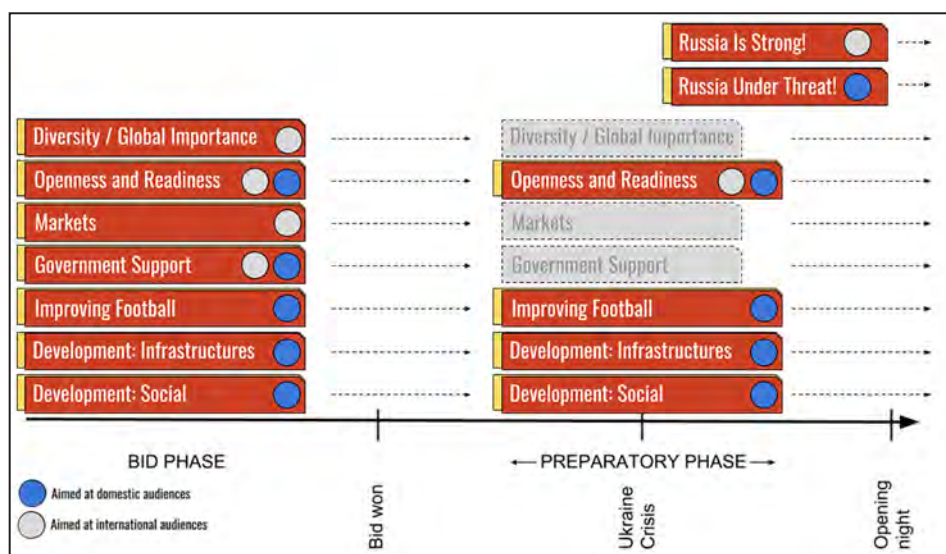 Russia Is Strong!
Russia Under Threat!
Diversity / Global Importance
Diversity / Global Importance
Openness and Readiness
Openness and Readiness
Markets
Markets
Government Support
Government Support
Improving Football
Improving Football
Development: Infrastructures
Development: Infrastructures
Development: Social
Development: Social
BID PHASE
PREPARATORY PHASE
Aimed at domestic audiences
Aimed at international audiences
Bid won
Ukraine
Crisis
Opening
night